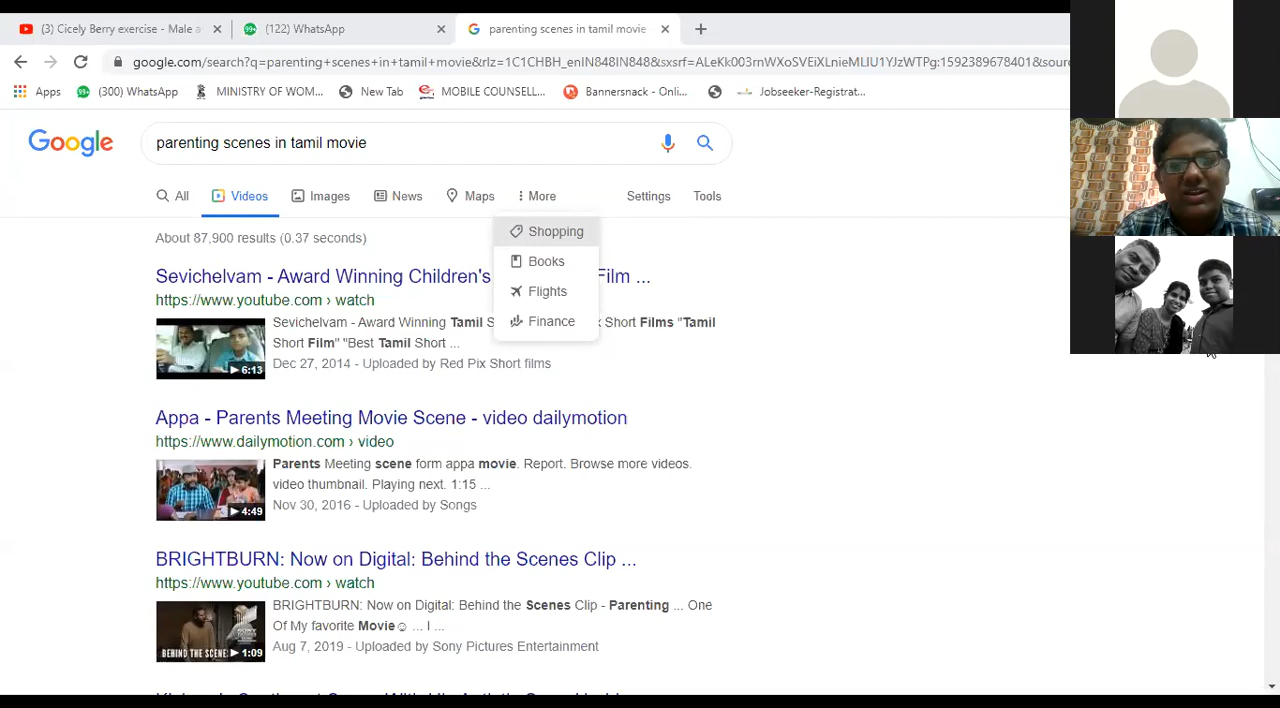 (3) Cicely Berry exercise - Male a
(122) WhatsApp
parenting scenes in tamil movie
google.com/search?q=parenting+scenes+in+tamil+movie&rlz=1C1CHBH_enIN848IN848&sxsrf=ALeKk003rnWXoSVEiXLnieMLIU1YJzWTPg:1592389678401&sourc
Apps
(300) WhatsApp
MINISTRY OF WOM...
New Tab
MOBILE COUNSELL...
Bannersnack - Onli...
Jobseeker-Registrat...
Google
parenting scenes in tamil movie
All
Videos
Images
News
Maps
More
Settings
Tools
Shopping
Books
Flights
Finance
About 87,900 results (0.37 seconds)
Sevichelvam - Award Winning Children's Film ...
https://www.youtube.com › watch
6:13
Sevichelvam - Award Winning Tamil S x Short Films "Tamil
Short Film" "Best Tamil Short ...
Dec 27, 2014 - Uploaded by Red Pix Short films
Appa - Parents Meeting Movie Scene - video dailymotion
https://www.dailymotion.com › video
4:49
Parents Meeting scene form appa movie. Report. Browse more videos.
video thumbnail. Playing next. 1:15 ...
Nov 30, 2016 - Uploaded by Songs
BRIGHTBURN: Now on Digital: Behind the Scenes Clip ...
https://www.youtube.com › watch
BEHIND THE SCENE
1:09
BRIGHTBURN: Now on Digital: Behind the Scenes Clip - Parenting ... One
Of My favorite Movie☺ ... I ...
Aug 7, 2019 - Uploaded by Sony Pictures Entertainment